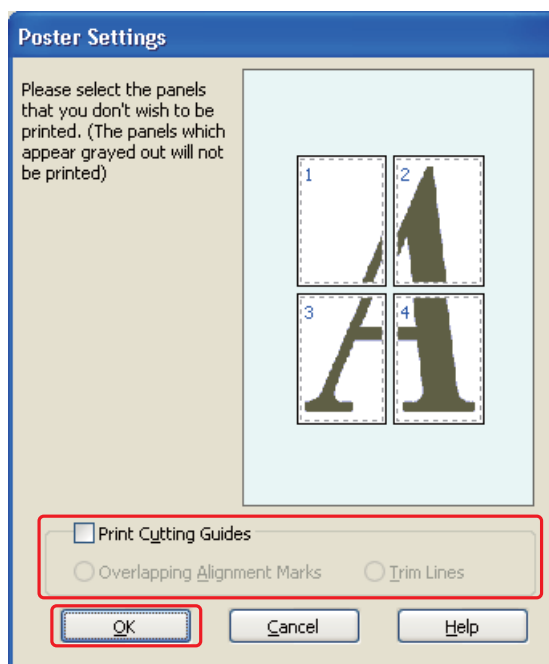 Poster Settings
Please select the panels
that you don't wish to be
printed. (The panels which
appear grayed out will not
be printed)
1
2
A
3
4
Print Cutting Guides
Overlapping Alignment Marks
Trim Lines
OK
Cancel
Help